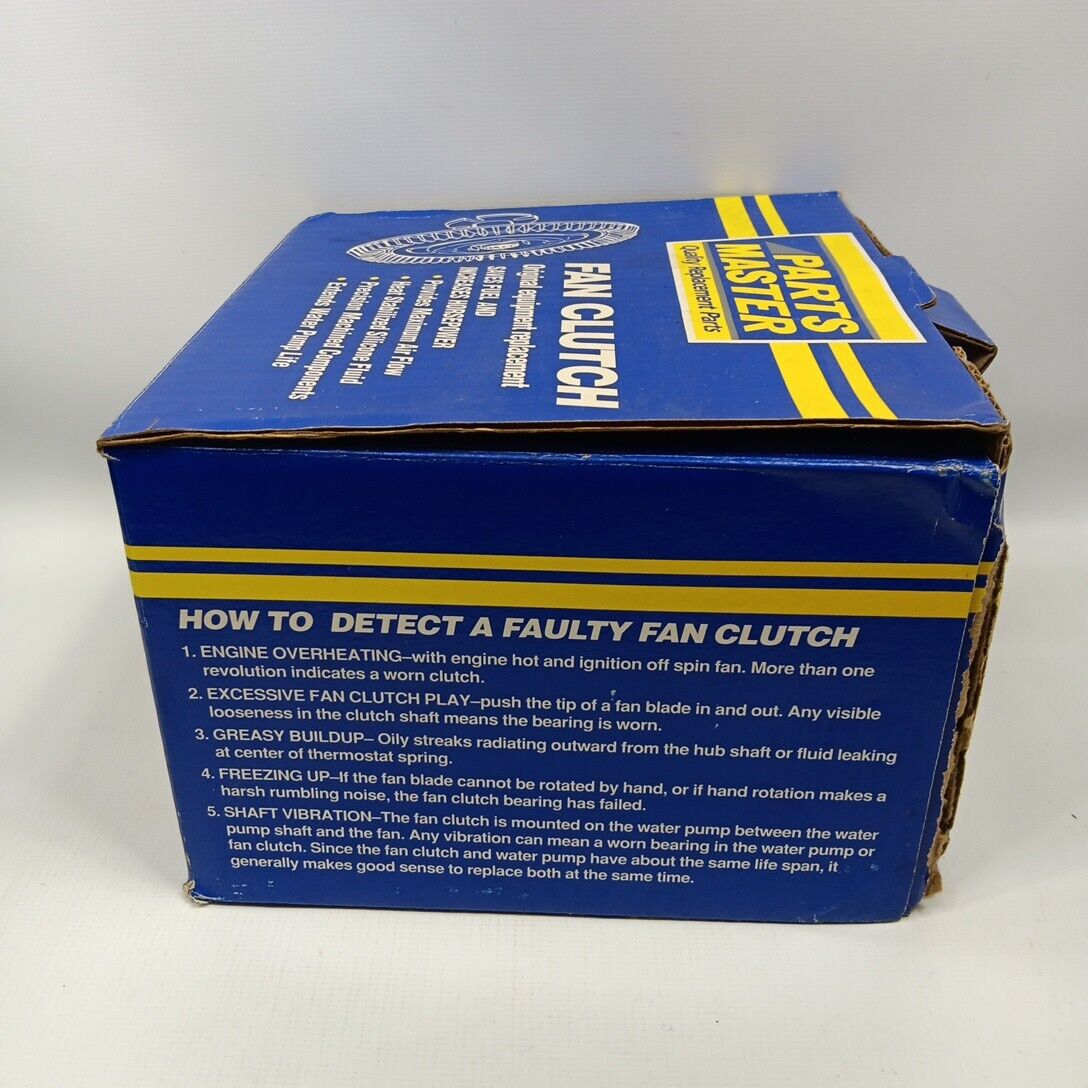 PARTS
MASTER
Quality Replacement Parts
FAN CLUTCH
Original equipment replacement
SAVES FUEL AND
INCREASES HORSEPOWER
• Provides Maximum Air Flow
• Heat Stabilized Silicone Fluid
• Precision Machined Components
• Extends Water Pump Life
HOW TO DETECT A FAULTY FAN CLUTCH
1. ENGINE OVERHEATING–with engine hot and ignition off spin fan. More than one
revolution indicates a worn clutch.
2. EXCESSIVE FAN CLUTCH PLAY–push the tip of a fan blade in and out. Any visible
looseness in the clutch shaft means the bearing is worn.
3. GREASY BUILDUP– Oily streaks radiating outward from the hub shaft or fluid leaking
at center of thermostat spring.
4. FREEZING UP–If the fan blade cannot be rotated by hand, or if hand rotation makes a
harsh rumbling noise, the fan clutch bearing has failed.
5. SHAFT VIBRATION–The fan clutch is mounted on the water pump between the water
pump shaft and the fan. Any vibration can mean a worn bearing in the water pump or
fan clutch. Since the fan clutch and water pump have about the same life span, it
generally makes good sense to replace both at the same time.